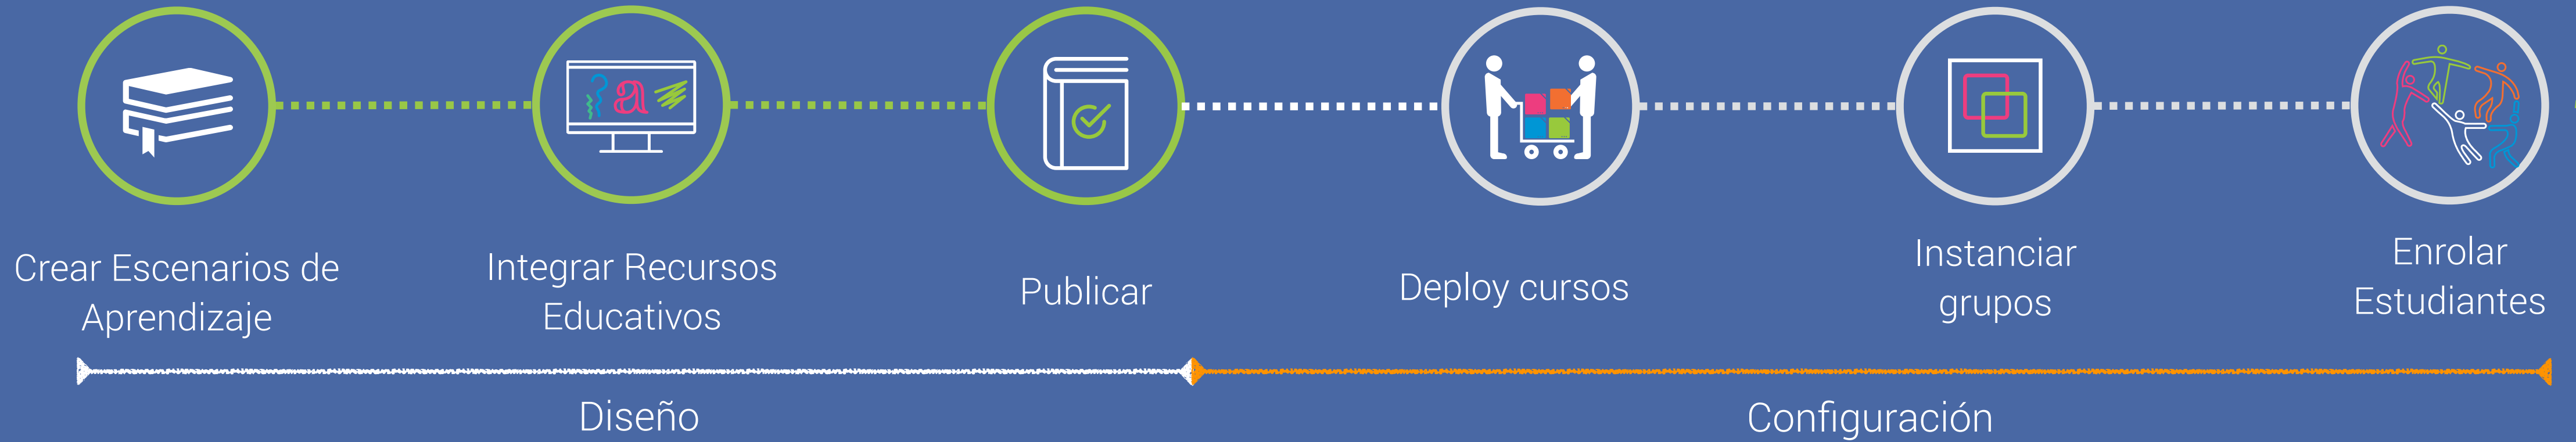 Crear Escenarios de
Aprendizaje
Integrar Recursos
Educativos
Publicar
Deploy cursos
Instanciar
grupos
Enrolar
Estudiantes
Diseño
Configuración